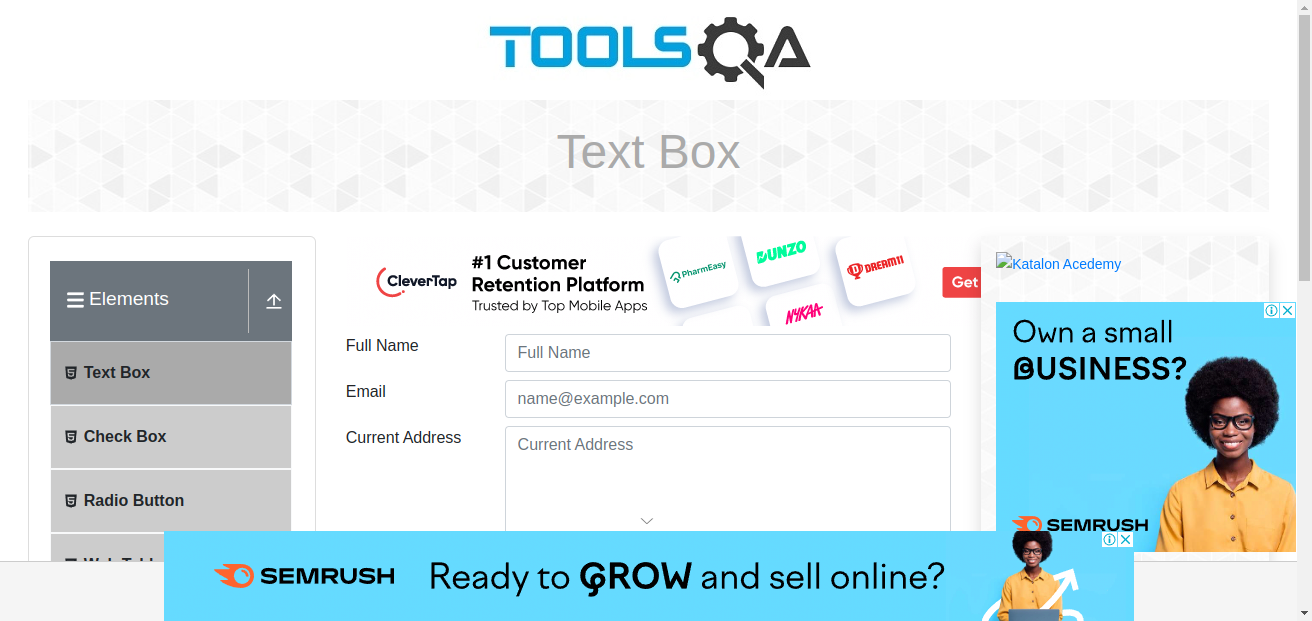 TOOLSQA
Text Box
Elements
Text Box
Check Box
Radio Button
CleverTap
#1 Customer
Retention Platform
Trusted by Top Mobile Apps
PharmEasy
DUNZO
DREAM11
NYKAA
Get
Full Name
Full Name
Email
name@example.com
Current Address
Current Address
Katalon Acedemy
Own a small
BUSINESS?
SEMRUSH
SEMRUSH
Ready to GROW and sell online?